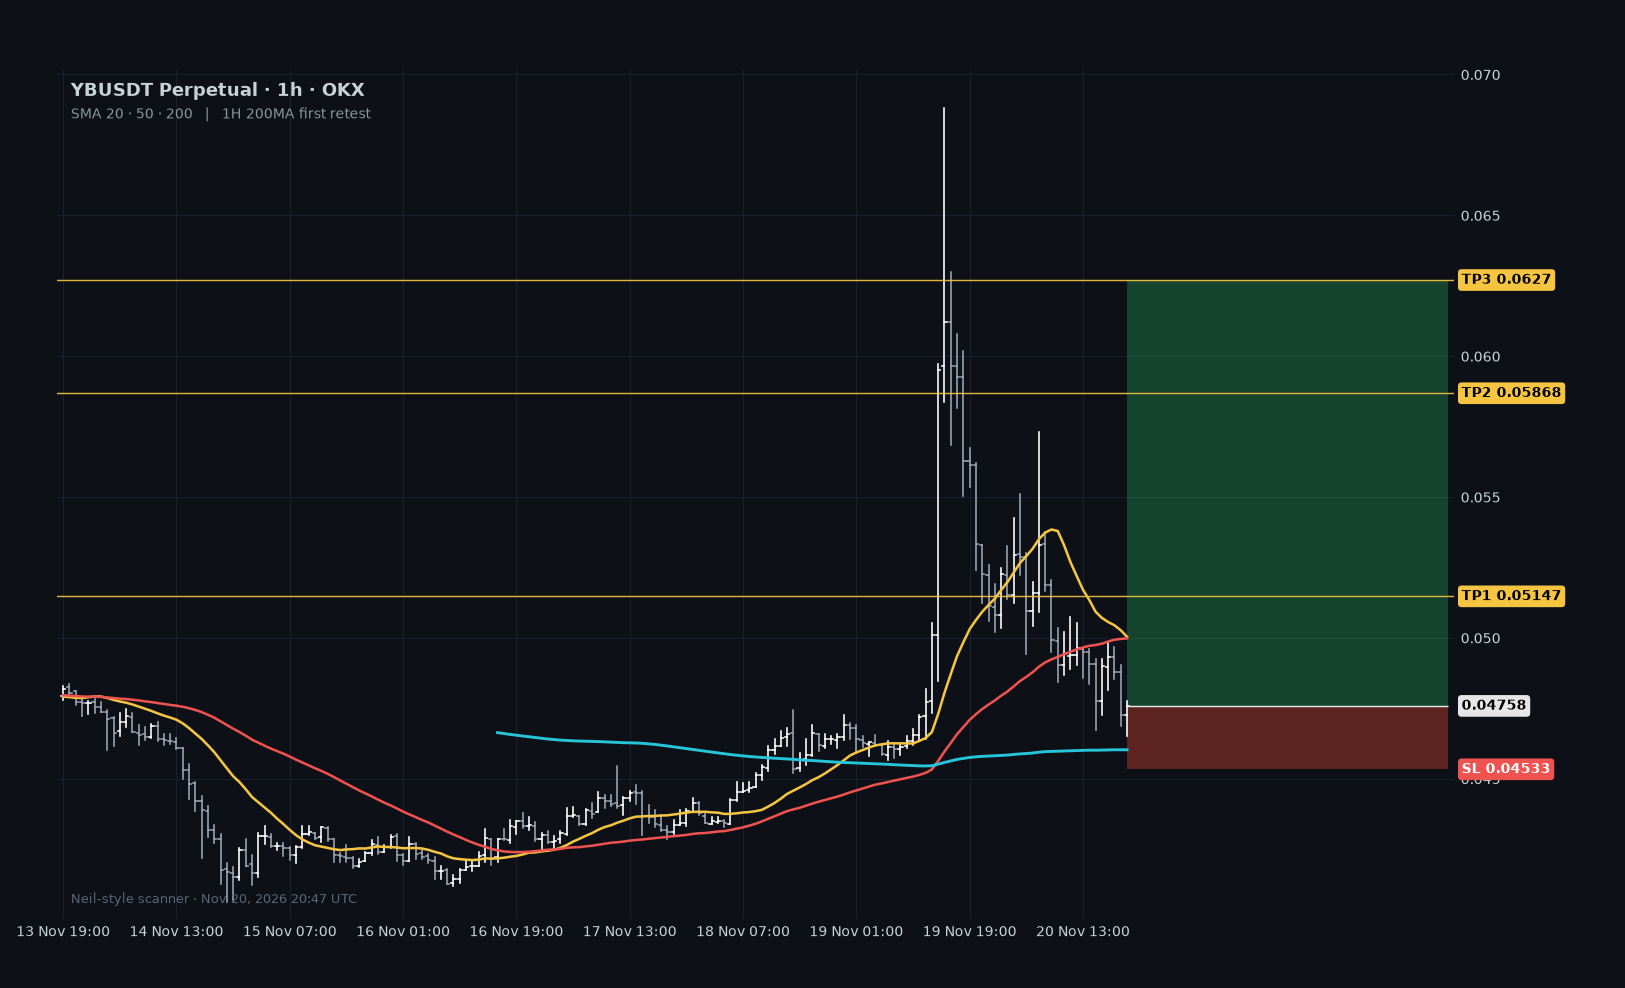 YBUSDT Perpetual · 1h · OKX
SMA 20 · 50 · 200 | 1H 200MA first retest
0.070
0.065
TP3 0.0627
0.060
TP2 0.05868
0.055
TP1 0.05147
0.050
0.04758
SL 0.04533
0.045
Neil-style scanner · Nov 20, 2026 20:47 UTC
13 Nov 19:00 14 Nov 13:00 15 Nov 07:00 16 Nov 01:00 16 Nov 19:00 17 Nov 13:00 18 Nov 07:00 19 Nov 01:00 19 Nov 19:00 20 Nov 13:00